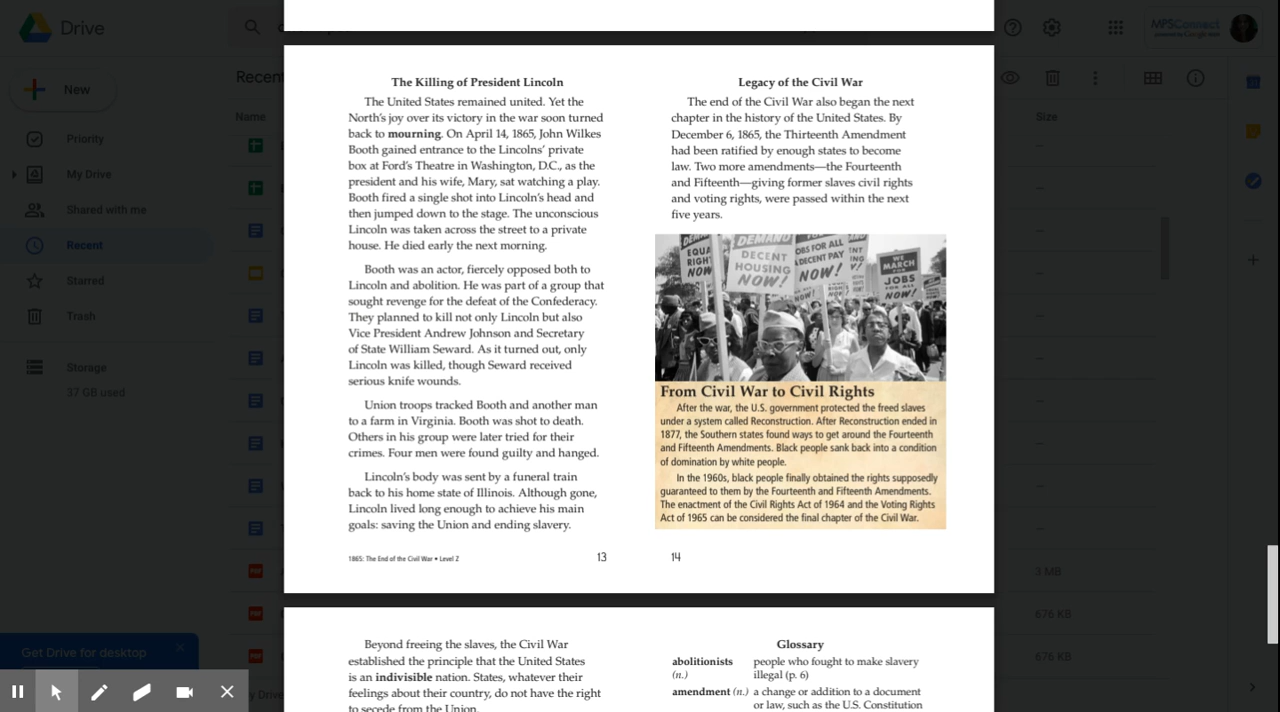 Drive
New
Priority
My Drive
Shared with me
Recent
Starred
Trash
Storage
37 GB used
Get Drive for desktop
Recent
Name
MPSConnect
Size
3 MB
676 KB
676 KB
The Killing of President Lincoln
The United States remained united. Yet the
North's joy over its victory in the war soon turned
back to mourning. On April 14, 1865, John Wilkes
Booth gained entrance to the Lincolns' private
box at Ford's Theatre in Washington, D.C., as the
president and his wife, Mary, sat watching a play.
Booth fired a single shot into Lincoln's head and
then jumped down to the stage. The unconscious
Lincoln was taken across the street to a private
house. He died early the next morning.
Booth was an actor, fiercely opposed both to
Lincoln and abolition. He was part of a group that
sought revenge for the defeat of the Confederacy.
They planned to kill not only Lincoln but also
Vice President Andrew Johnson and Secretary
of State William Seward. As it turned out, only
Lincoln was killed, though Seward received
serious knife wounds.
Union troops tracked Booth and another man
to a farm in Virginia. Booth was shot to death.
Others in his group were later tried for their
crimes. Four men were found guilty and hanged.
Lincoln's body was sent by a funeral train
back to his home state of Illinois. Although gone,
Lincoln lived long enough to achieve his main
goals: saving the Union and ending slavery.
1865: The End of the Civil War • Level Z
13
Legacy of the Civil War
The end of the Civil War also began the next
chapter in the history of the United States. By
December 6, 1865, the Thirteenth Amendment
had been ratified by enough states to become
law. Two more amendments—the Fourteenth
and Fifteenth—giving former slaves civil rights
and voting rights, were passed within the next
five years.
DEMAND
DECENT
HOUSING
NOW!
OBS FOR ALL
DECENT PAY
NOW!
WE
MARCH
FOR
JOBS
FOR ALL
NOW!
From Civil War to Civil Rights
After the war, the U.S. government protected the freed slaves
under a system called Reconstruction. After Reconstruction ended in
1877, the Southern states found ways to get around the Fourteenth
and Fifteenth Amendments. Black people sank back into a condition
of domination by white people.
In the 1960s, black people finally obtained the rights supposedly
guaranteed to them by the Fourteenth and Fifteenth Amendments.
The enactment of the Civil Rights Act of 1964 and the Voting Rights
Act of 1965 can be considered the final chapter of the Civil War.
14
Beyond freeing the slaves, the Civil War
established the principle that the United States
is an indivisible nation. States, whatever their
feelings about their country, do not have the right
to secede from the Union.
Glossary
abolitionists people who fought to make slavery
(n.) illegal (p. 6)
amendment (n.) a change or addition to a document
or law, such as the U.S. Constitution